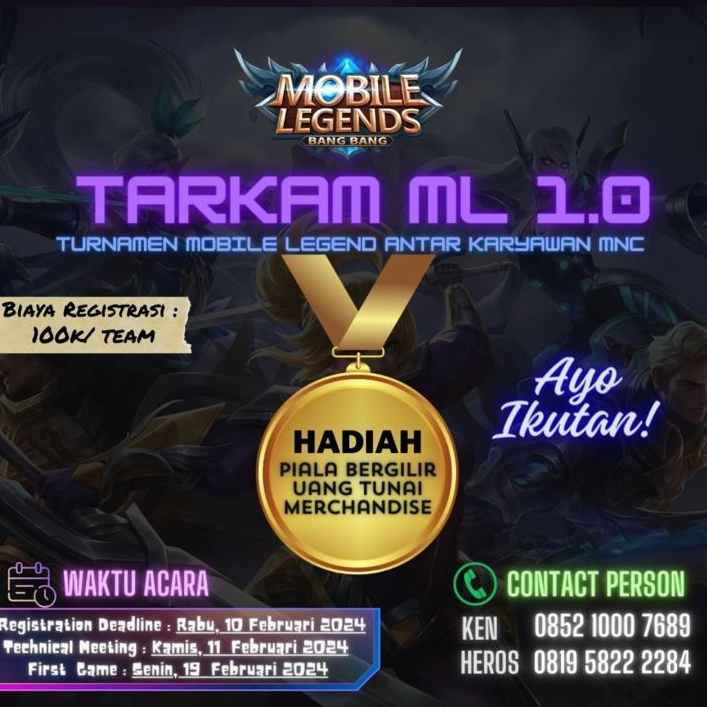 MOBILE
LEGENDS
BANG BANG
TARKAM ML 1.0
TURNAMEN MOBILE LEGEND ANTAR KARYAWAN MNC
BIAYA REGISTRASI :
100K/ TEAM
Ayo
Ikutan!
HADIAH
PIALA BERGILIR
UANG TUNAI
MERCHANDISE
WAKTU ACARA
Registration Deadline : Rabu, 10 Februari 2024
Technical Meeting : Kamis, 11 Februari 2024
First Game : Senin, 19 Februari 2024
CONTACT PERSON
KEN 0852 1000 7689
HEROS 0819 5822 2284